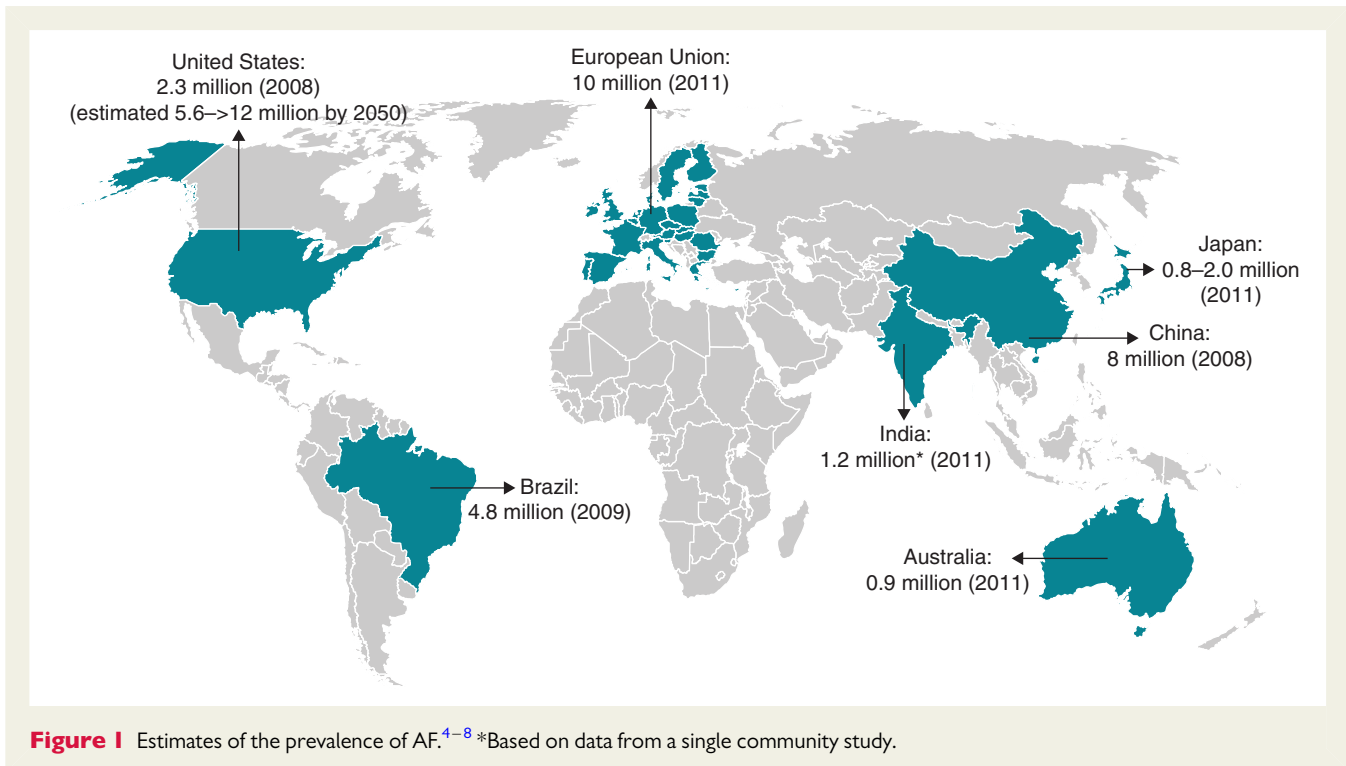 United States:
2.3 million (2008)
(estimated 5.6–>12 million by 2050)
European Union:
10 million (2011)
Japan:
0.8–2.0 million
(2011)
China:
8 million (2008)
India:
1.2 million* (2011)
Brazil:
4.8 million (2009)
Australia:
0.9 million (2011)
Figure 1 Estimates of the prevalence of AF.4–8 *Based on data from a single community study.